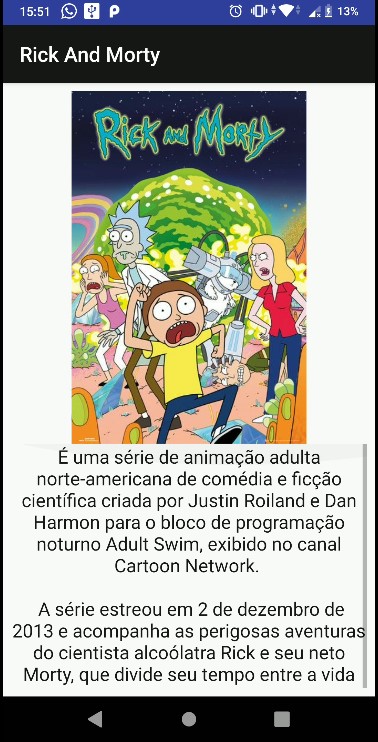 15:51
13%
Rick And Morty
Rick and Morty
É uma série de animação adulta
norte-americana de comédia e ficção
científica criada por Justin Roiland e Dan
Harmon para o bloco de programação
noturno Adult Swim, exibido no canal
Cartoon Network.
A série estreou em 2 de dezembro de
2013 e acompanha as perigosas aventuras
do cientista alcoólatra Rick e seu neto
Morty, que divide seu tempo entre a vida